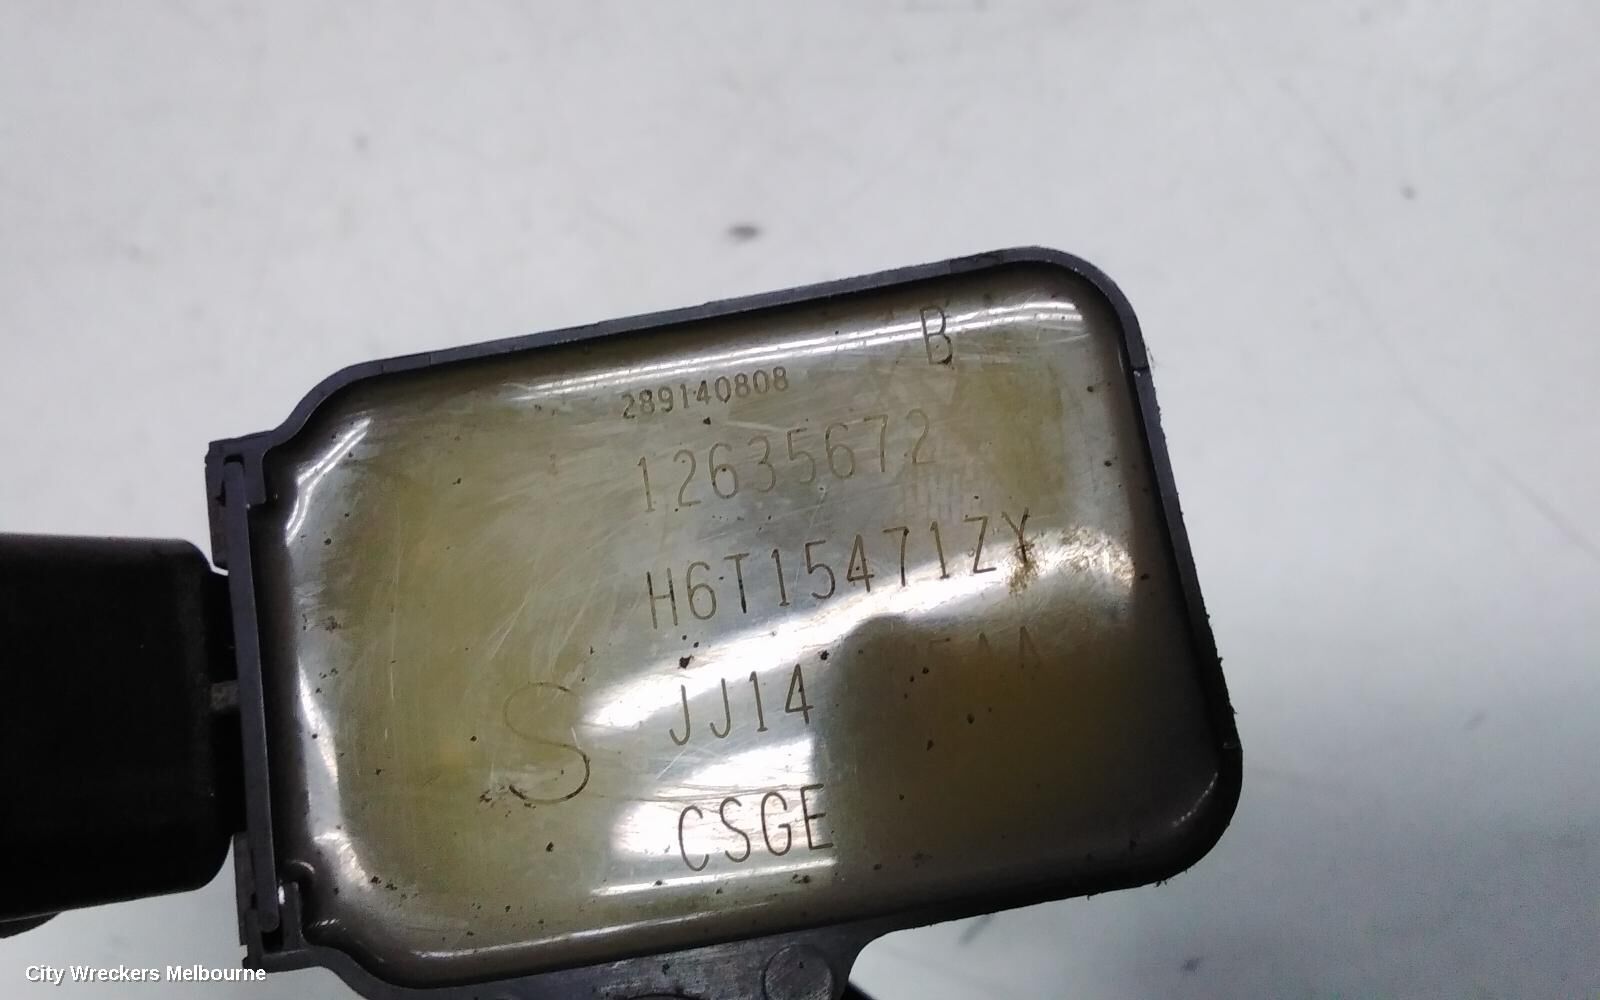 B
289140808
12635672
H6T15471ZY
JJ14
S
CSGE
City Wreckers Melbourne